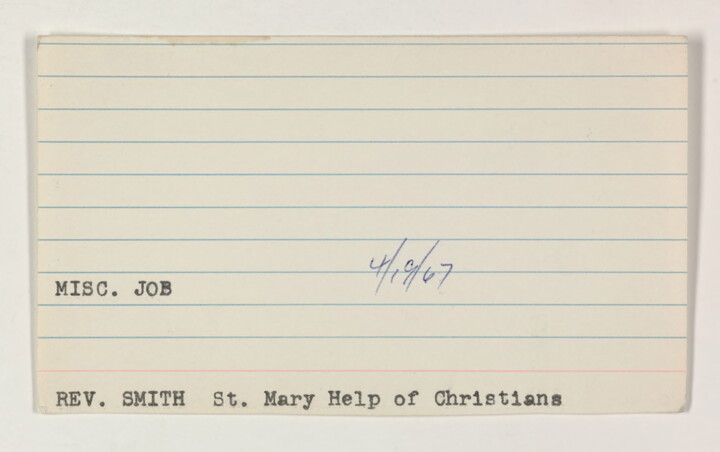 4/19/67
MISC. JOB
REV. SMITH St. Mary Help of Christians